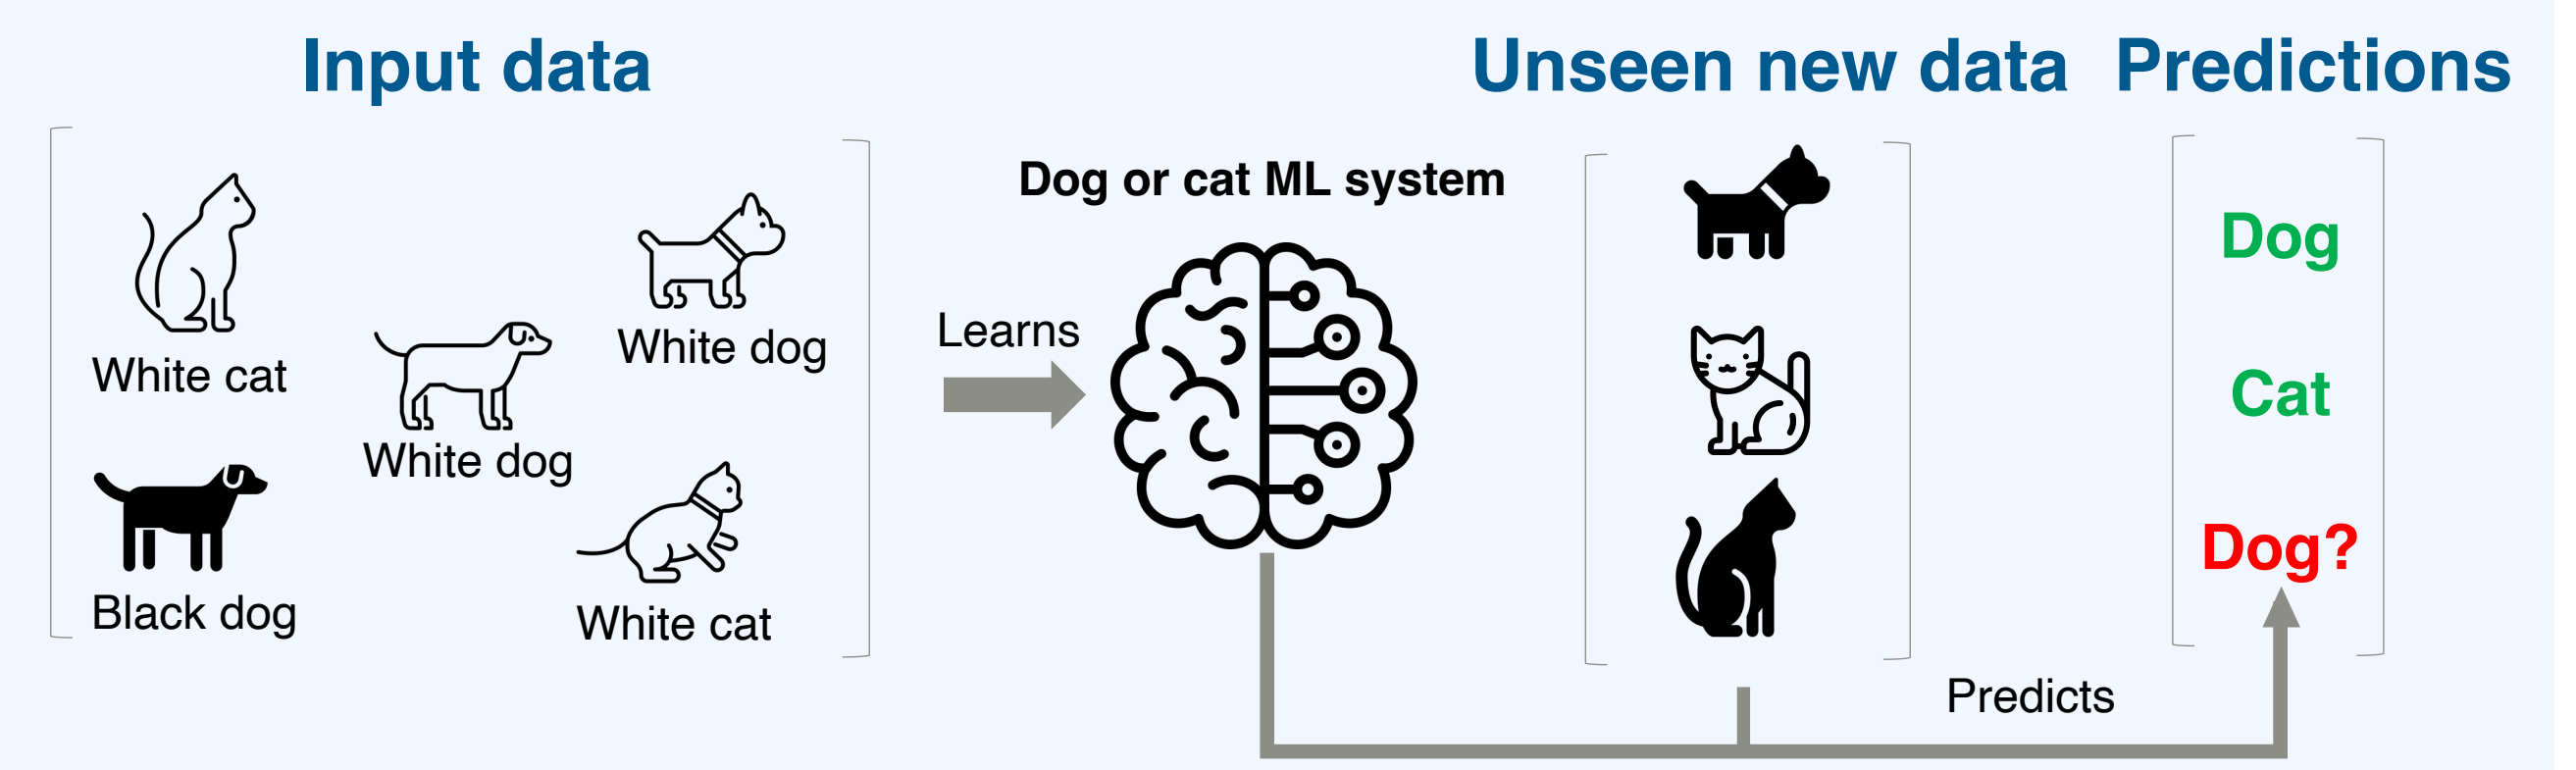 Input data
Unseen new data
Predictions
White cat
White dog
White dog
Black dog
White cat
Learns
Dog or cat ML system
Dog
Cat
Dog?
Predicts